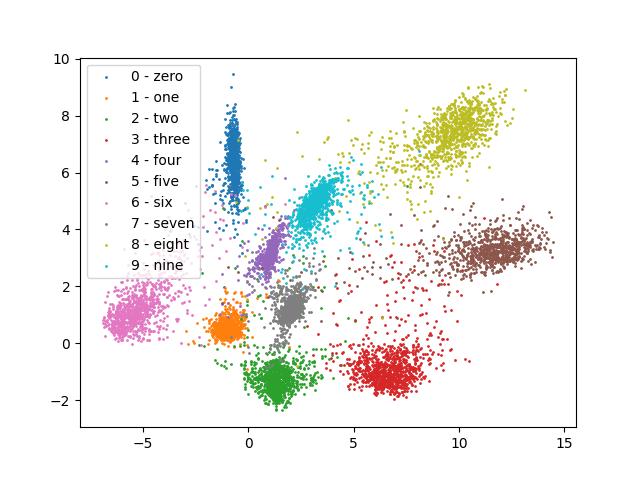 10
8
6
4
2
0
−2
−5
0
5
10
15
0 - zero
1 - one
2 - two
3 - three
4 - four
5 - five
6 - six
7 - seven
8 - eight
9 - nine